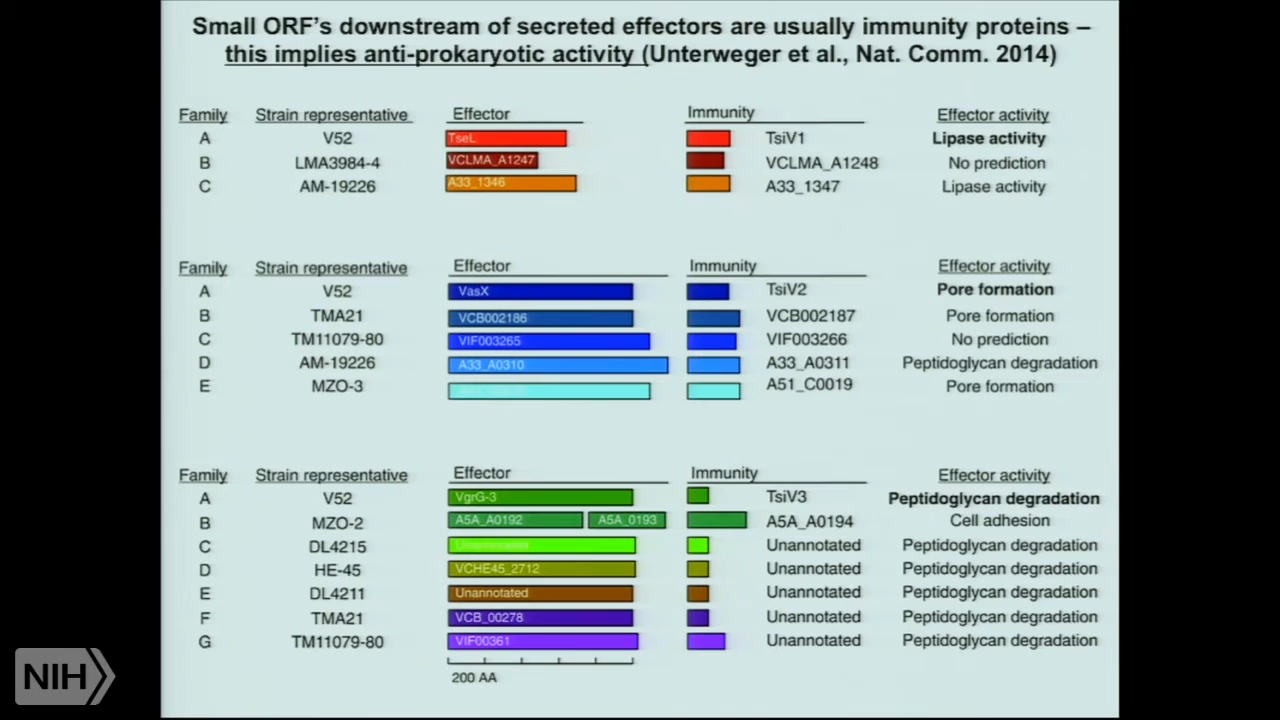 Small ORF's downstream of secreted effectors are usually immunity proteins –
this implies anti-prokaryotic activity (Unterweger et al., Nat. Comm. 2014)
Family Strain representative Effector Immunity Effector activity
A V52 TseL TsiV1 Lipase activity
B LMA3984-4 VCLMA_A1247 VCLMA_A1248 No prediction
C AM-19226 A33_1346 A33_1347 Lipase activity
Family Strain representative Effector Immunity Effector activity
A V52 VasX TsiV2 Pore formation
B TMA21 VCB002186 VCB002187 Pore formation
C TM11079-80 VIF003265 VIF003266 No prediction
D AM-19226 A33_A0310 A33_A0311 Peptidoglycan degradation
E MZO-3 A51_C0019 Pore formation
Family Strain representative Effector Immunity Effector activity
A V52 VgrG-3 TsiV3 Peptidoglycan degradation
B MZO-2 A5A_A0192 A5A_0193 A5A_A0194 Cell adhesion
C DL4215 Unannotated Unannotated Peptidoglycan degradation
D HE-45 VCHE45_2712 Unannotated Peptidoglycan degradation
E DL4211 Unannotated Unannotated Peptidoglycan degradation
F TMA21 VCB_00278 Unannotated Peptidoglycan degradation
G TM11079-80 VIF00361 Unannotated Peptidoglycan degradation
200 AA
NIH